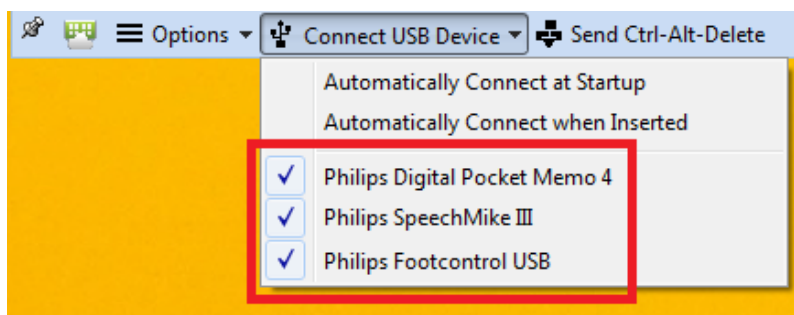 Options Connect USB Device Send Ctrl-Alt-Delete
Automatically Connect at Startup
Automatically Connect when Inserted
Philips Digital Pocket Memo 4
Philips SpeechMike III
Philips Footcontrol USB